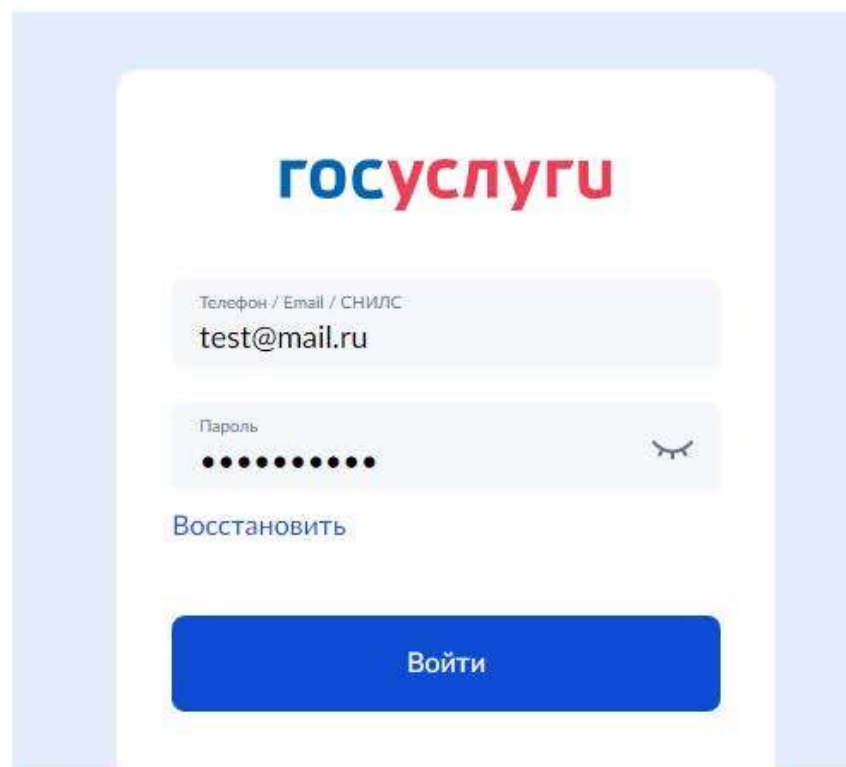 госуслуги
Телефон / Email / СНИЛС
test@mail.ru
Пароль
••••••••••
Восстановить
Войти